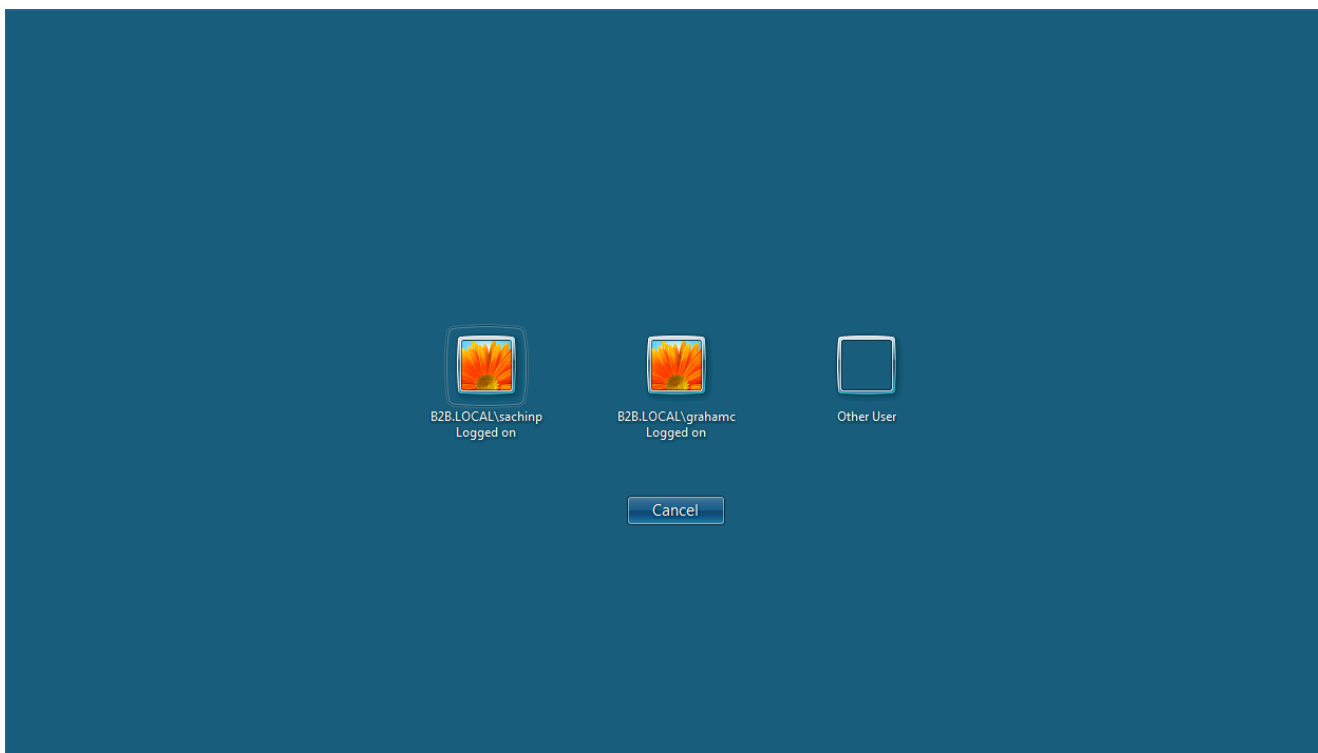 B2B.LOCAL\sachinp
Logged on
B2B.LOCAL\grahamc
Logged on
Other User
Cancel